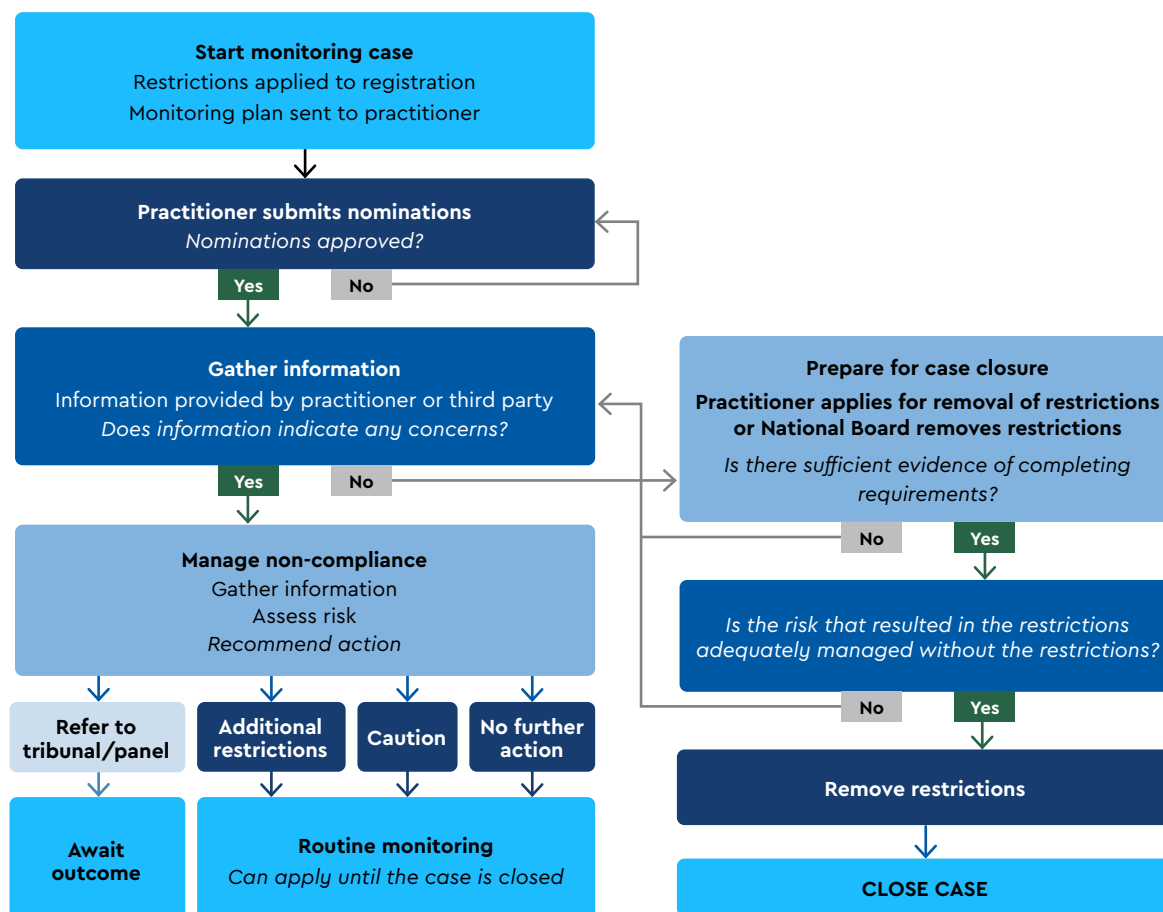 Start monitoring case
Restrictions applied to registration
Monitoring plan sent to practitioner
Practitioner submits nominations
Nominations approved?
Yes
No
Gather information
Information provided by practitioner or third party
Does information indicate any concerns?
Yes
No
Manage non-compliance
Gather information
Assess risk
Recommend action
Refer to
tribunal/panel
Additional
restrictions
Caution
No further
action
Await
outcome
Routine monitoring
Can apply until the case is closed
Prepare for case closure
Practitioner applies for removal of restrictions
or National Board removes restrictions
Is there sufficient evidence of completing
requirements?
No
Yes
Is the risk that resulted in the restrictions
adequately managed without the restrictions?
No
Yes
Remove restrictions
CLOSE CASE